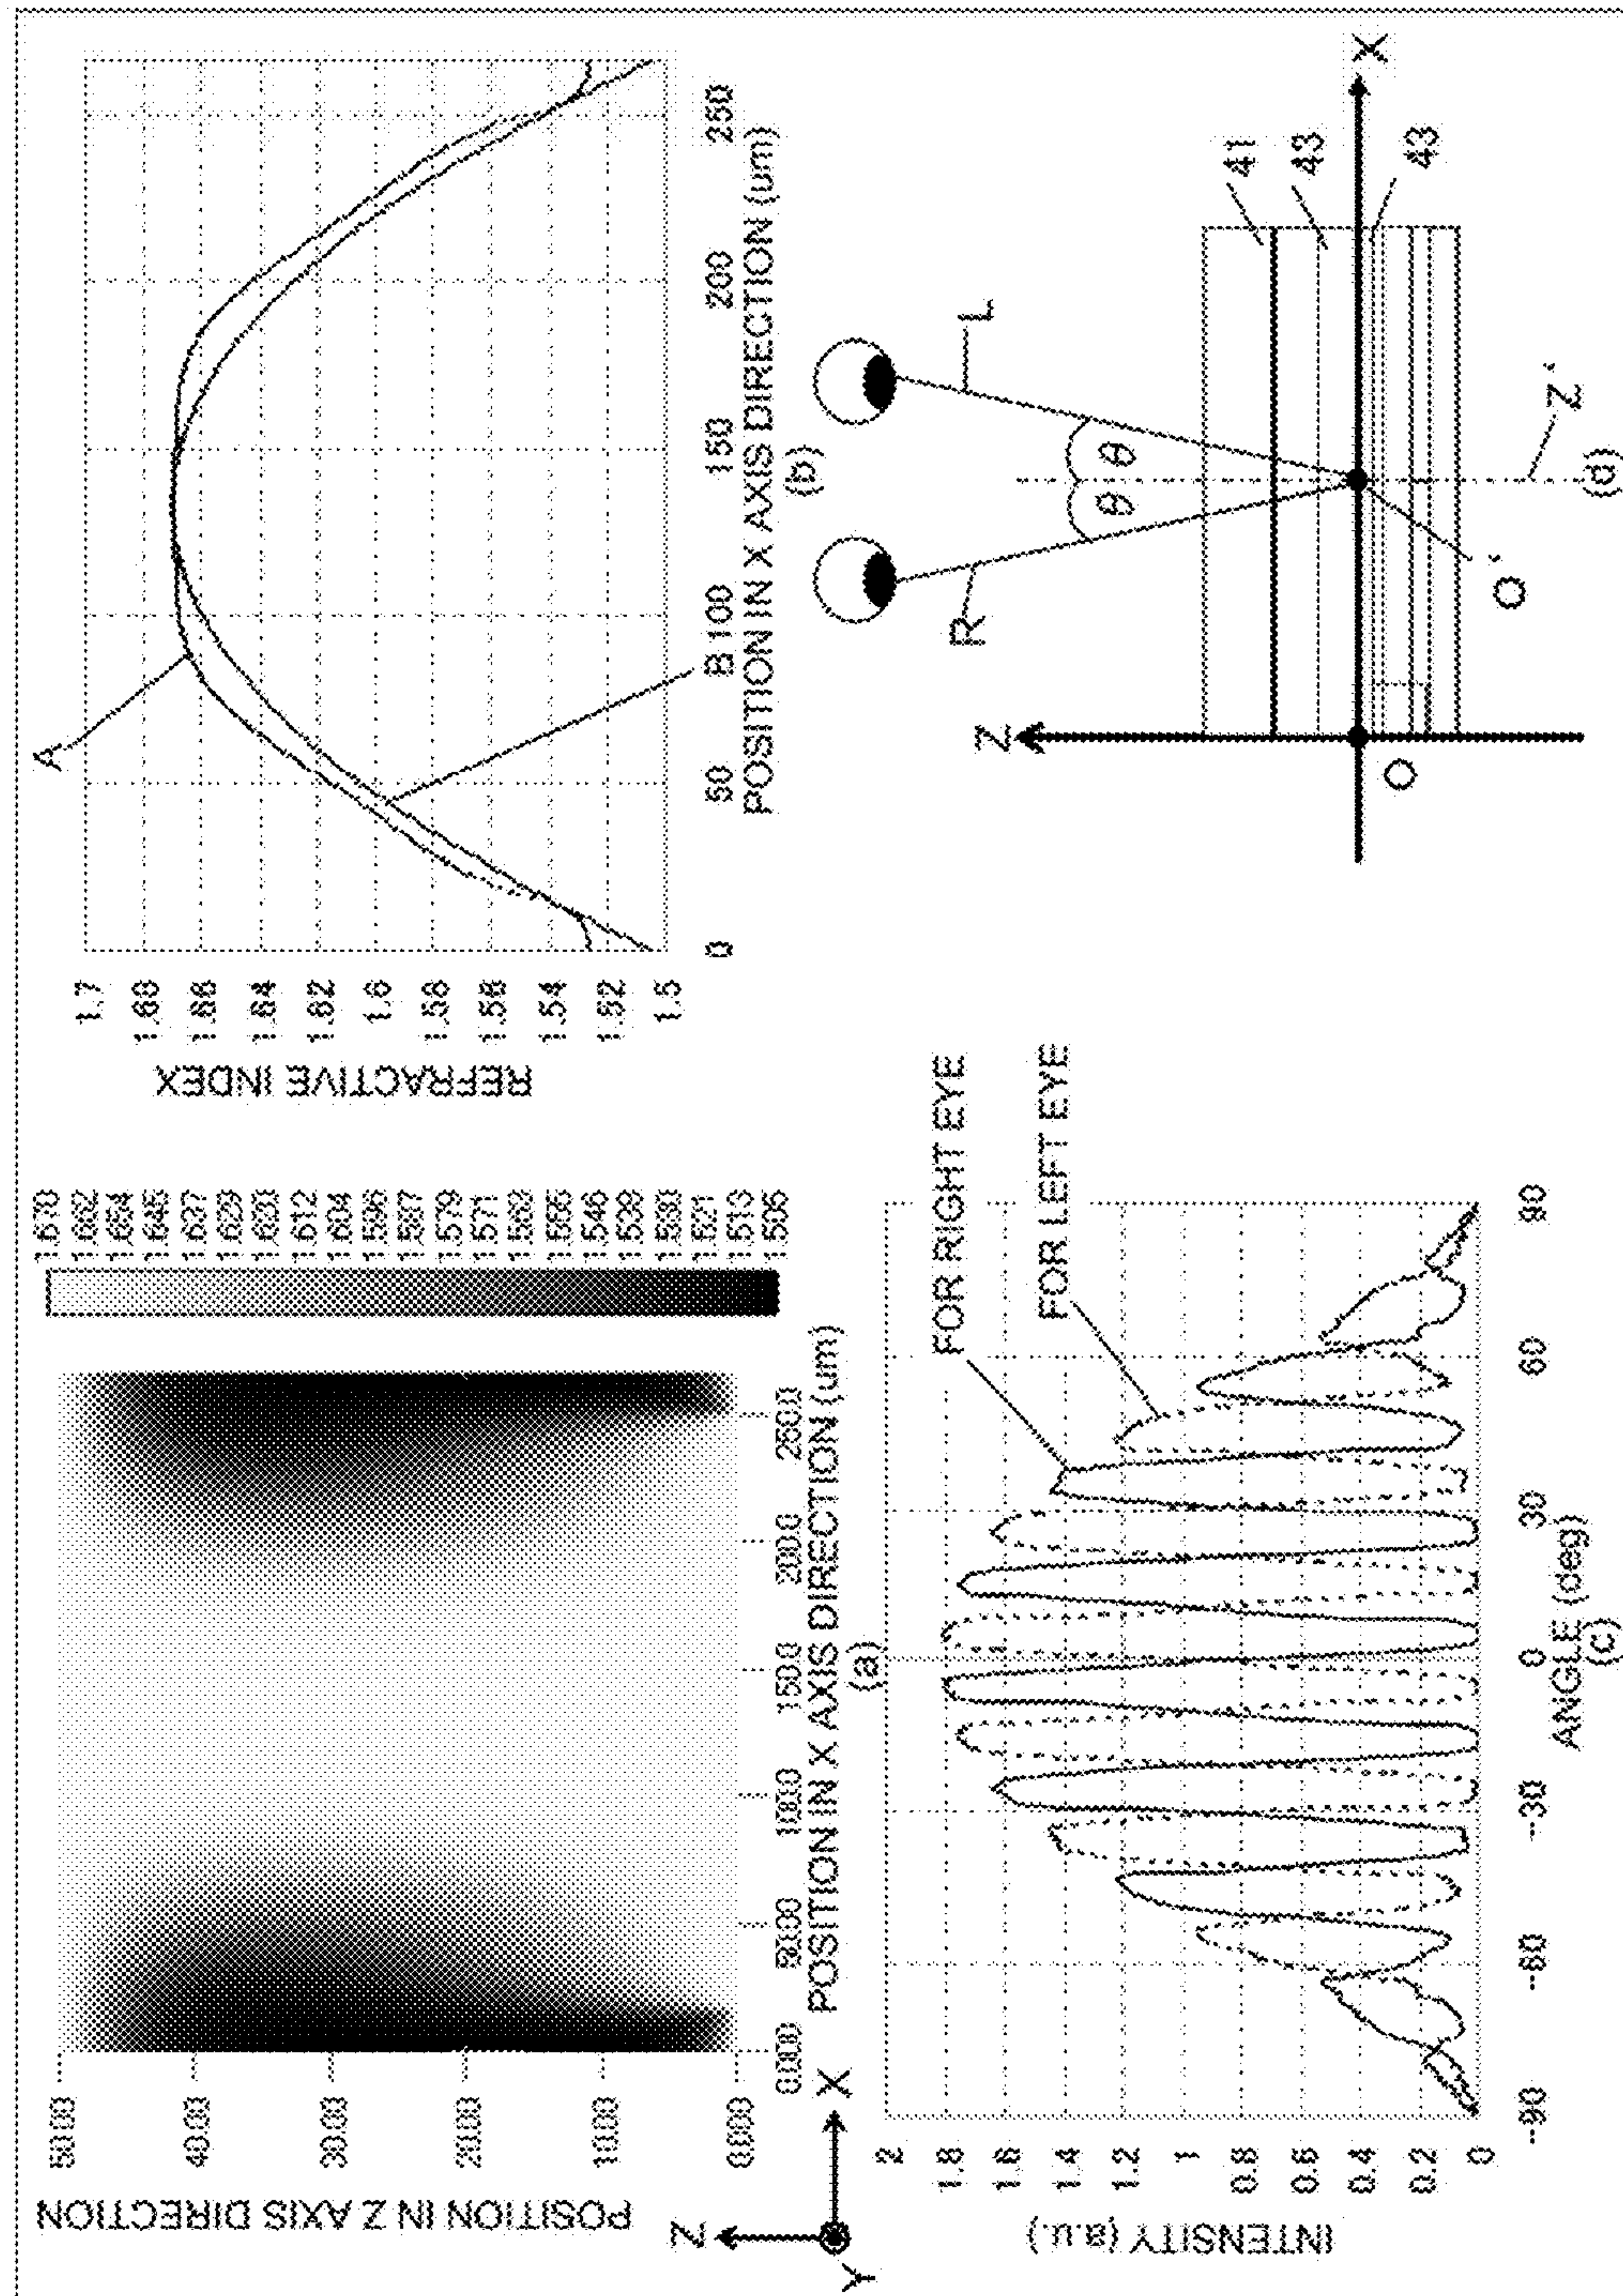 POSITION IN Z AXIS DIRECTION
50.00
40.00
30.00
20.00
10.00
0.000
0.000
50.00
100.0
150.0
200.0
250.0
POSITION IN X AXIS DIRECTION (um)
(a)
Z
X
Y
1.670
1.662
1.654
1.645
1.637
1.629
1.620
1.612
1.604
1.596
1.587
1.579
1.571
1.563
1.546
1.538
1.530
1.521
1.513
1.505
REFRACTIVE INDEX
1.7
1.68
1.66
1.64
1.62
1.6
1.58
1.56
1.54
1.52
1.5
A
B
0
50
100
150
200
250
POSITION IN X AXIS DIRECTION (um)
(b)
INTENSITY (a.u.)
2
1.8
1.6
1.4
1.2
1
0.8
0.6
0.4
0.2
0
FOR RIGHT EYE
FOR LEFT EYE
-90
-60
-30
0
30
60
90
ANGLE (deg)
(c)
R
L
θ
θ
Z
X
41
43
43
O
O'
Z'
(d)